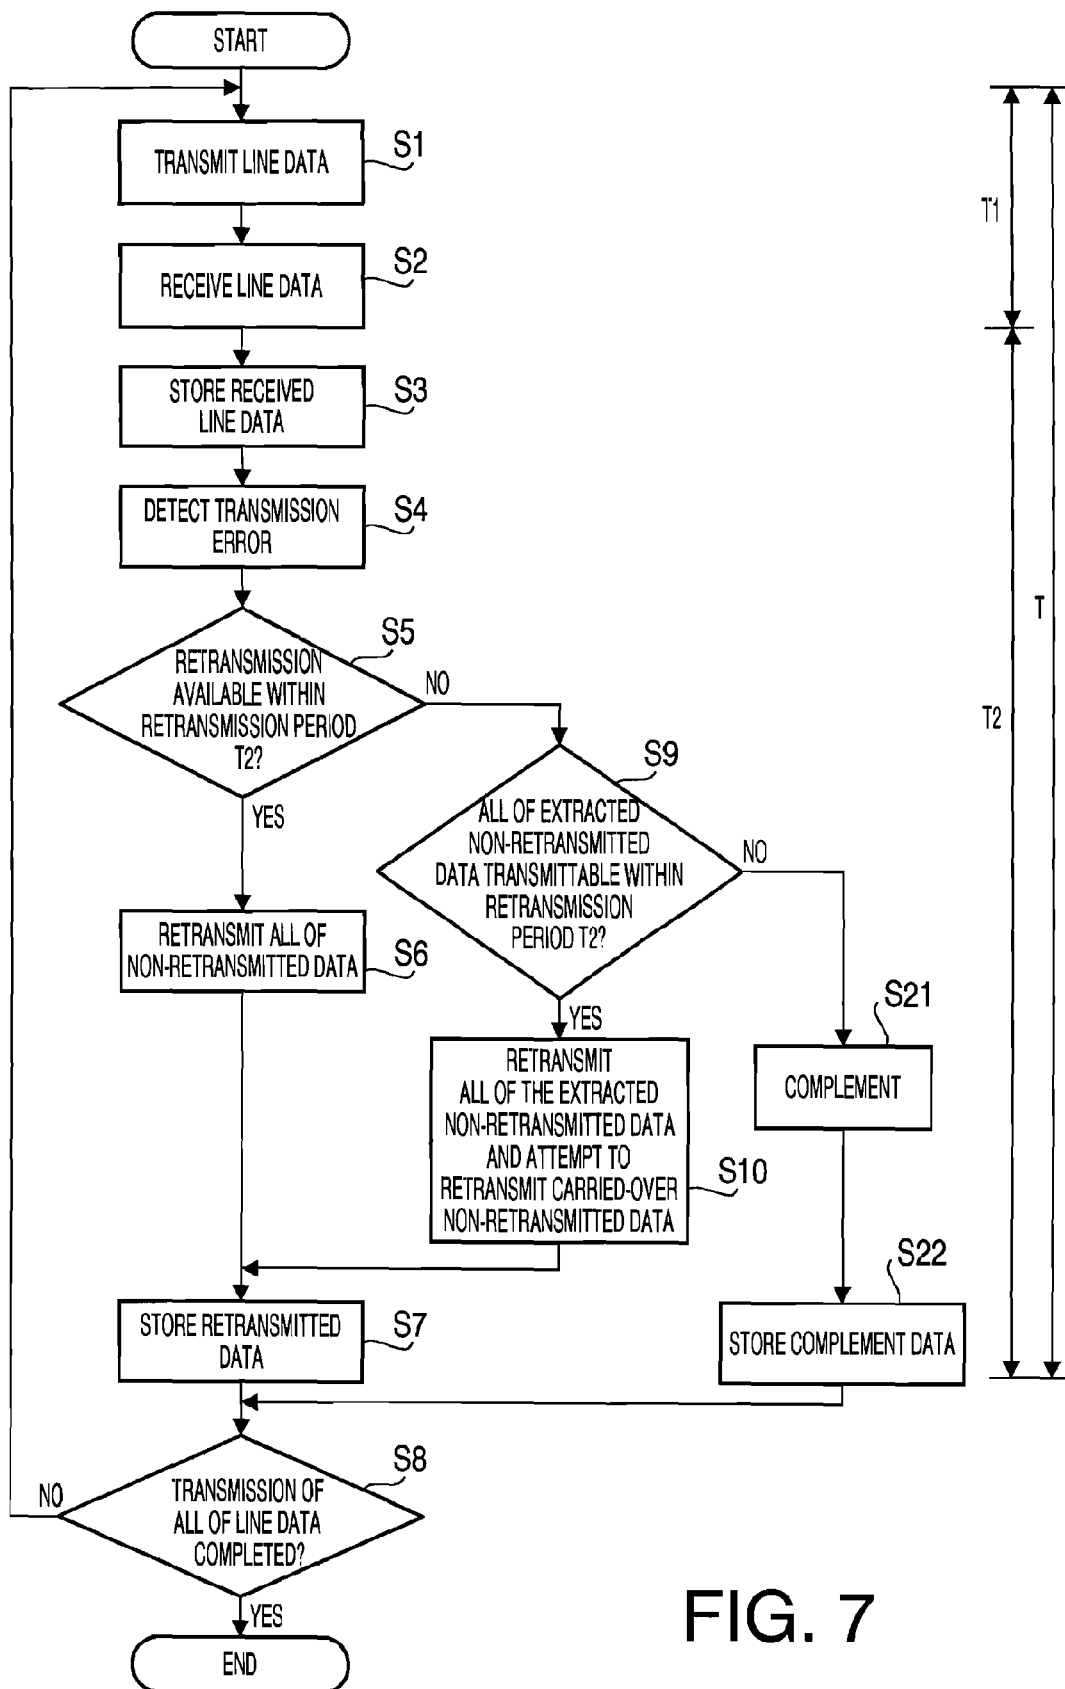 START
TRANSMIT LINE DATA
S1
RECEIVE LINE DATA
S2
STORE RECEIVED
LINE DATA
S3
DETECT TRANSMISSION
ERROR
S4
RETRANSMISSION
AVAILABLE WITHIN
RETRANSMISSION PERIOD
T2?
S5
NO
YES
ALL OF EXTRACTED
NON-RETRANSMITTED
DATA TRANSMITTABLE WITHIN
RETRANSMISSION
PERIOD T2?
S9
NO
YES
RETRANSMIT ALL OF
NON-RETRANSMITTED DATA
S6
RETRANSMIT
ALL OF THE EXTRACTED
NON-RETRANSMITTED DATA
AND ATTEMPT TO
RETRANSMIT CARRIED-OVER
NON-RETRANSMITTED DATA
S10
S21
COMPLEMENT
S22
STORE COMPLEMENT DATA
STORE RETRANSMITTED
DATA
S7
TRANSMISSION OF
ALL OF LINE DATA
COMPLETED?
S8
NO
YES
END
T1
T2
T
FIG. 7